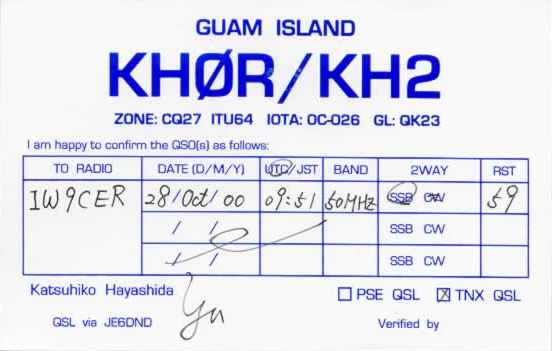 GUAM ISLAND
KHØR/KH2
ZONE: CQ27 ITU64 IOTA: OC-026 GL: QK23
I am happy to confirm the QSO(s) as follows:
TO RADIO DATE (D/M/Y) UTC/JST BAND 2WAY RST
IW9CER 28/Oct/00 09:51 50MHz SSB CW 59
/ / SSB CW
/ / SSB CW
Katsuhiko Hayashida
☐ PSE QSL ☒ TNX QSL
QSL via JE6DND
Verified by